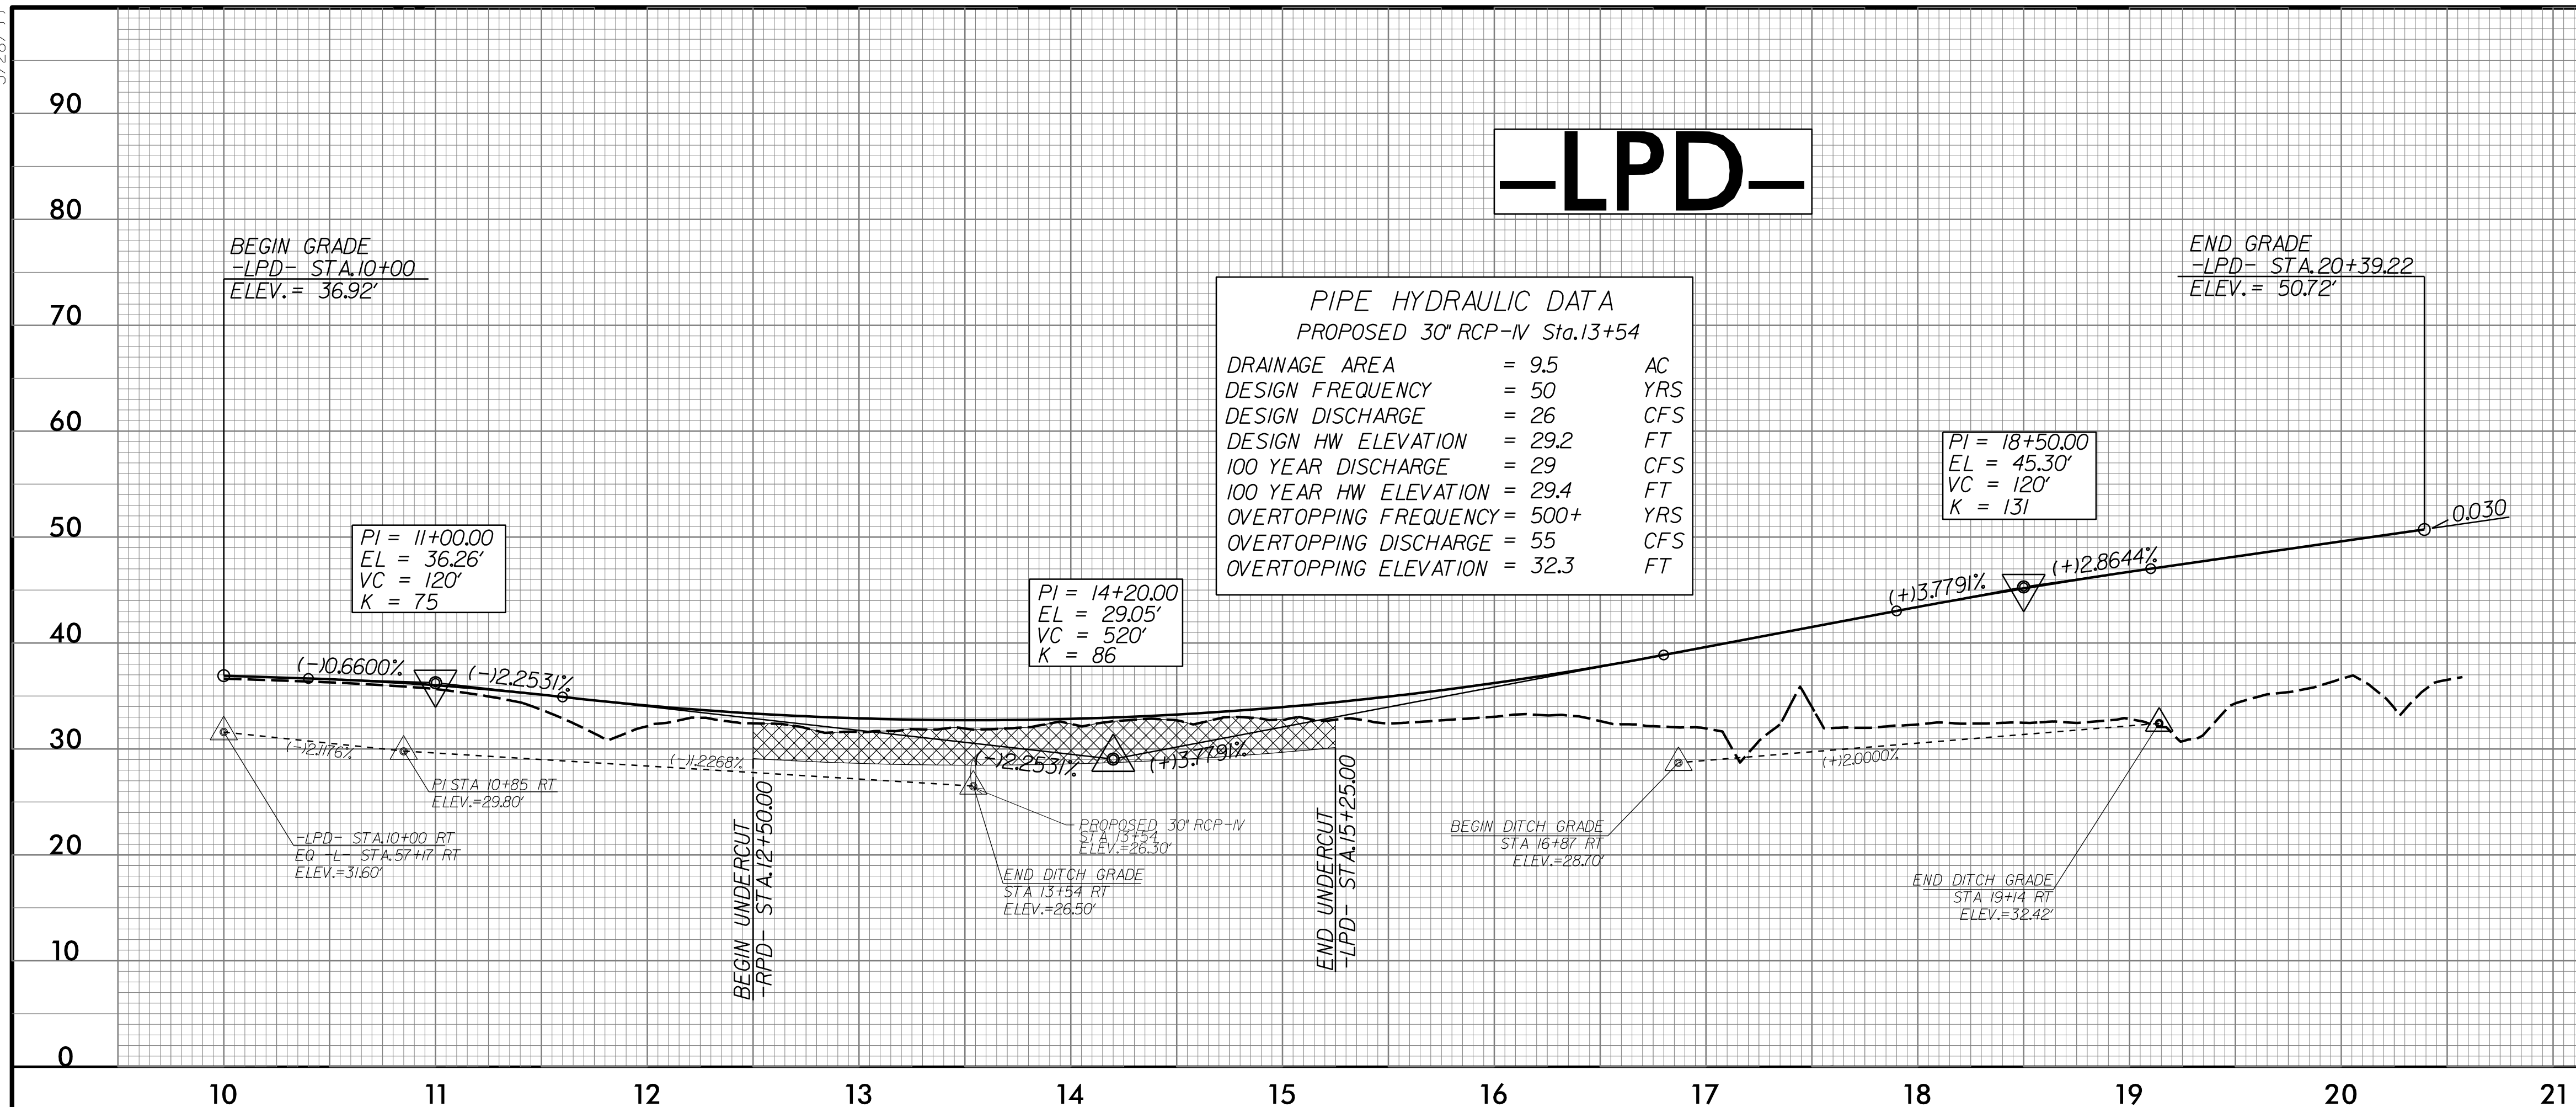 90
80
70
60
50
40
30
20
10
0
-LPD-
BEGIN GRADE
-LPD- STA.10+00
ELEV.= 36.92'
END GRADE
-LPD- STA.20+39.22
ELEV.= 50.72'
PIPE HYDRAULIC DATA
PROPOSED 30" RCP-IV Sta.13+54
DRAINAGE AREA = 9.5 AC
DESIGN FREQUENCY = 50 YRS
DESIGN DISCHARGE = 26 CFS
DESIGN HW ELEVATION = 29.2 FT
100 YEAR DISCHARGE = 29 CFS
100 YEAR HW ELEVATION = 29.4 FT
OVERTOPPING FREQUENCY = 500+ YRS
OVERTOPPING DISCHARGE = 55 CFS
OVERTOPPING ELEVATION = 32.3 FT
PI = 11+00.00
EL = 36.26'
VC = 120'
K = 75
PI = 14+20.00
EL = 29.05'
VC = 520'
K = 86
PI = 18+50.00
EL = 45.30'
VC = 120'
K = 131
(-)0.6600%
(-)2.2531%
(+)3.7791%
(+)2.8644%
0.030
(-)2.1176%
(-)1.2268%
(-)2.2531%
(+)3.7791%
(+)2.0000%
PI STA 10+85 RT
ELEV.=29.80'
-LPD- STA.10+00 RT
EQ -L- STA.57+17 RT
ELEV.=31.60'
BEGIN UNDERCUT
-RPD- STA.12+50.00
PROPOSED 30" RCP-IV
STA 13+54
ELEV.=26.30'
END DITCH GRADE
STA 13+54 RT
ELEV.=26.50'
END UNDERCUT
-LPD- STA.15+25.00
BEGIN DITCH GRADE
STA 16+87 RT
ELEV.=28.70'
END DITCH GRADE
STA 19+14 RT
ELEV.=32.42'
10 11 12 13 14 15 16 17 18 19 20 21